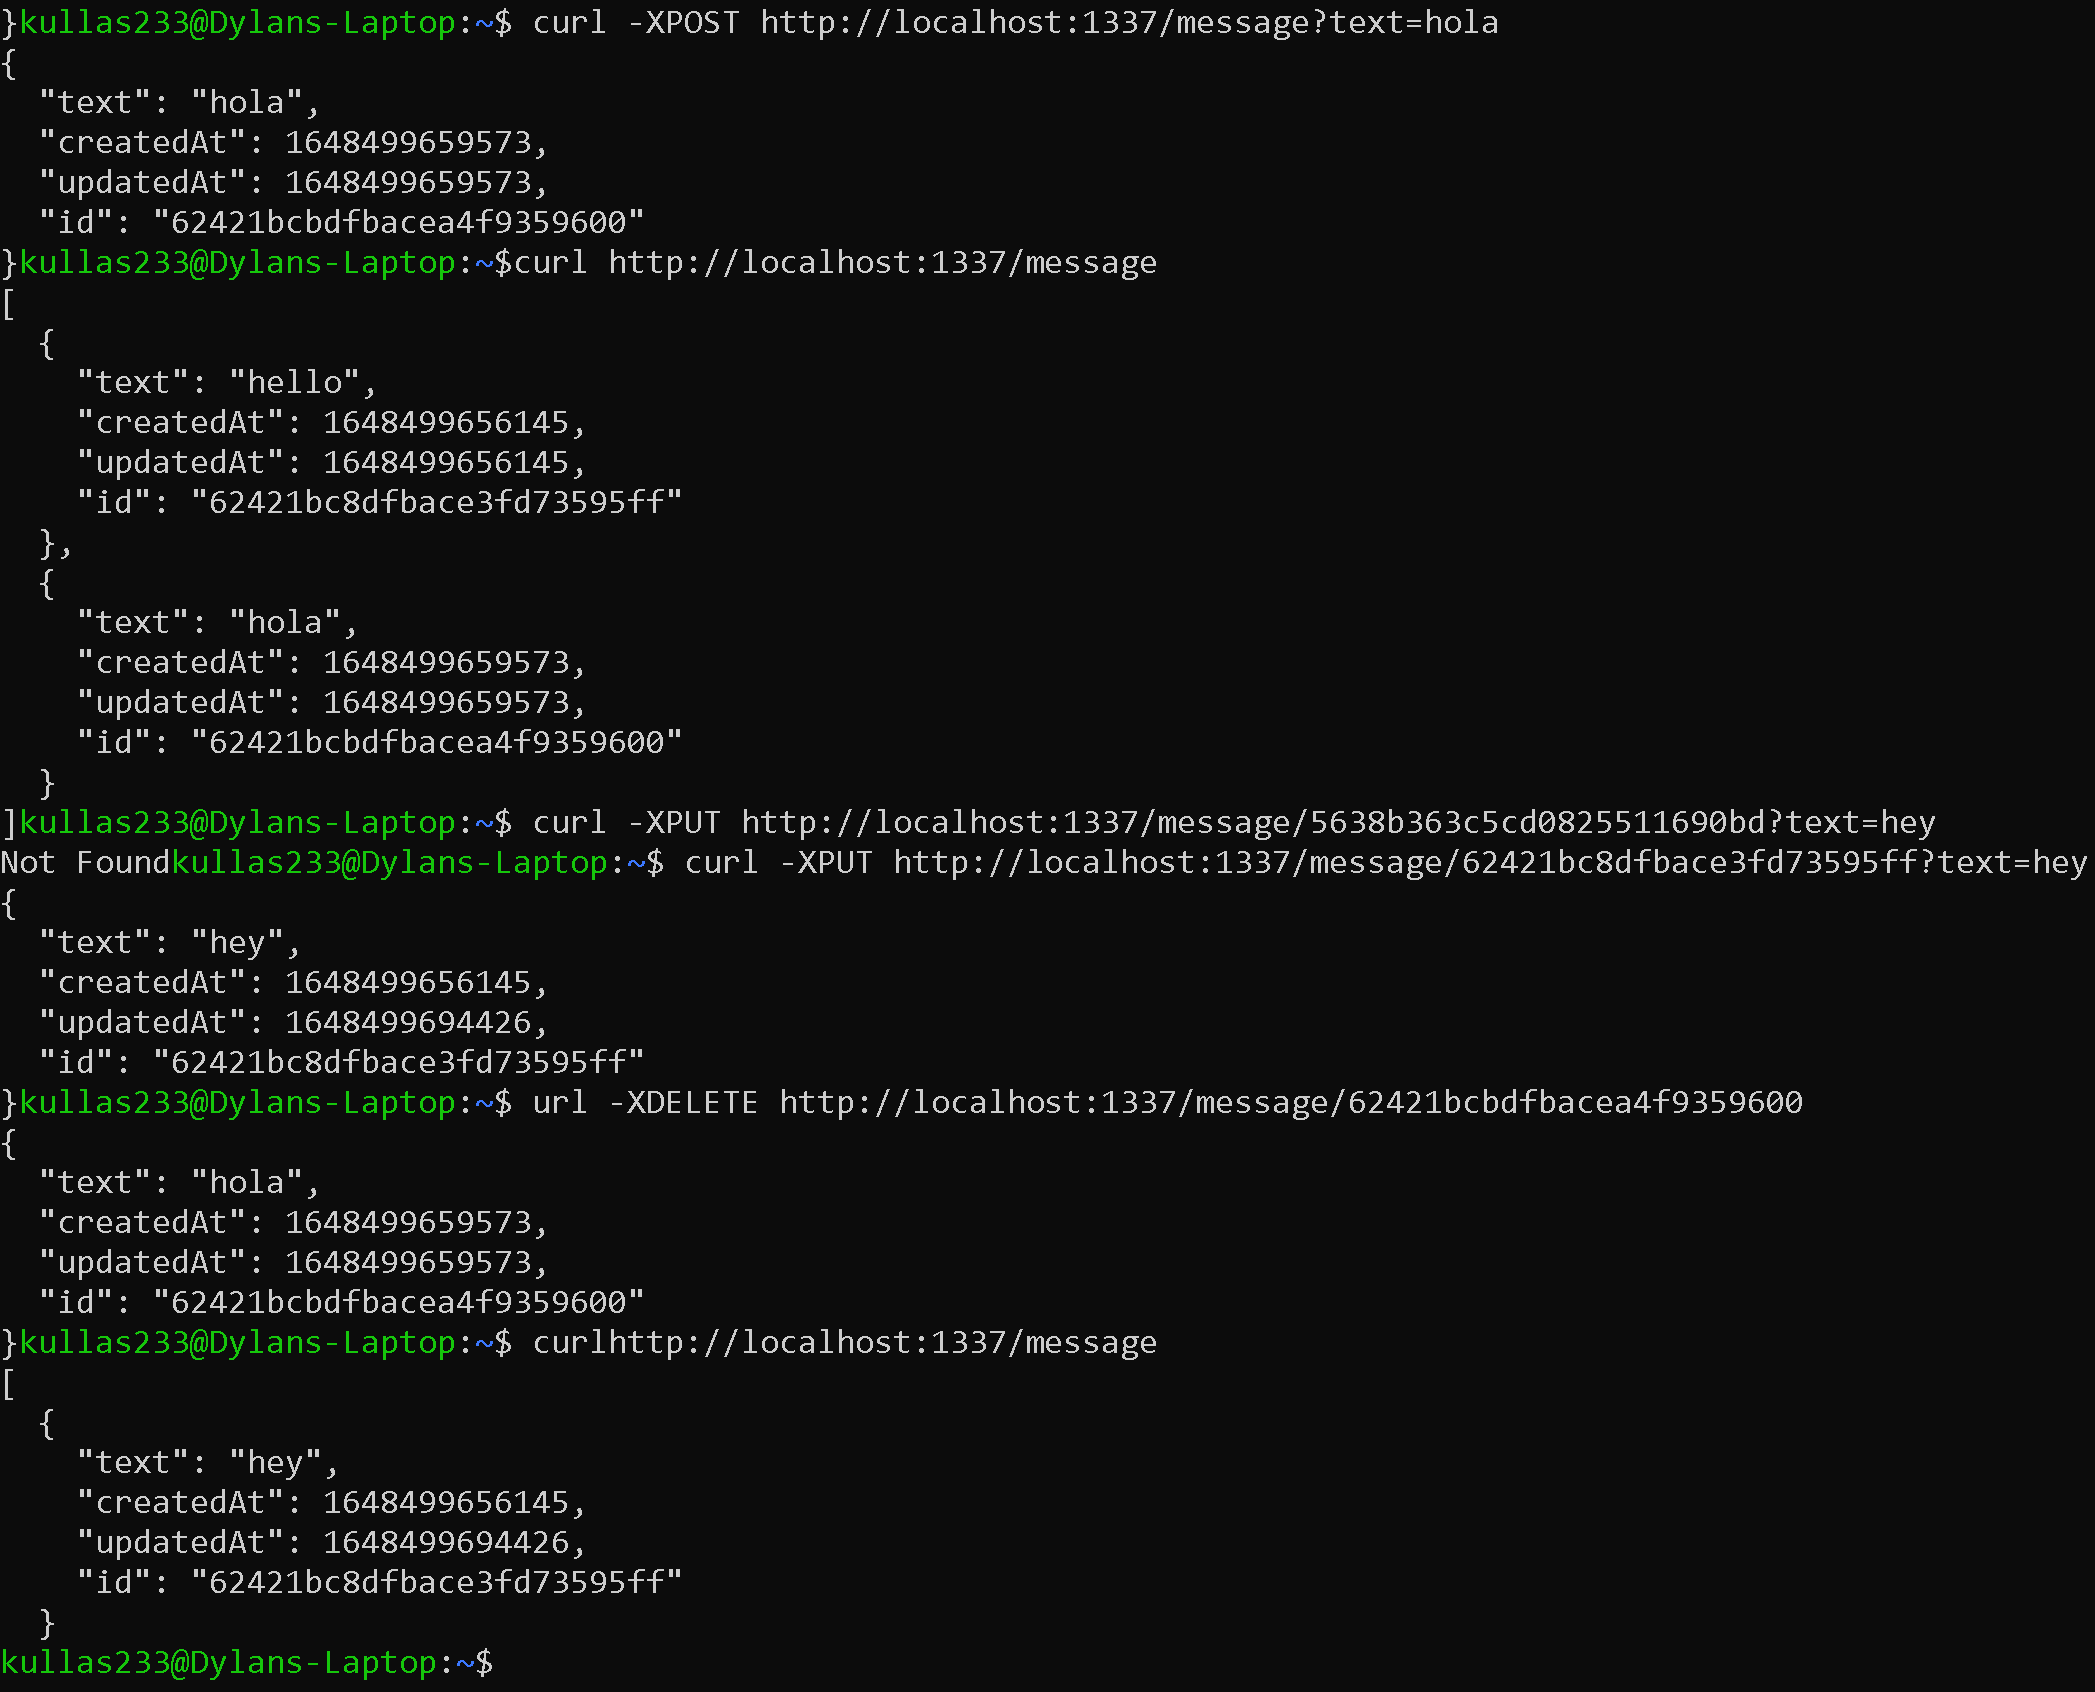 }kullas233@Dylans-Laptop:~$ curl -XPOST http://localhost:1337/message?text=hola
{
  "text": "hola",
  "createdAt": 1648499659573,
  "updatedAt": 1648499659573,
  "id": "62421bcbdfbacea4f9359600"
}kullas233@Dylans-Laptop:~$curl http://localhost:1337/message
[
  {
    "text": "hello",
    "createdAt": 1648499656145,
    "updatedAt": 1648499656145,
    "id": "62421bc8dfbace3fd73595ff"
  },
  {
    "text": "hola",
    "createdAt": 1648499659573,
    "updatedAt": 1648499659573,
    "id": "62421bcbdfbacea4f9359600"
  }
]kullas233@Dylans-Laptop:~$ curl -XPUT http://localhost:1337/message/5638b363c5cd0825511690bd?text=hey
Not Foundkullas233@Dylans-Laptop:~$ curl -XPUT http://localhost:1337/message/62421bc8dfbace3fd73595ff?text=hey
{
  "text": "hey",
  "createdAt": 1648499656145,
  "updatedAt": 1648499694426,
  "id": "62421bc8dfbace3fd73595ff"
}kullas233@Dylans-Laptop:~$ url -XDELETE http://localhost:1337/message/62421bcbdfbacea4f9359600
{
  "text": "hola",
  "createdAt": 1648499659573,
  "updatedAt": 1648499659573,
  "id": "62421bcbdfbacea4f9359600"
}kullas233@Dylans-Laptop:~$ curlhttp://localhost:1337/message
[
  {
    "text": "hey",
    "createdAt": 1648499656145,
    "updatedAt": 1648499694426,
    "id": "62421bc8dfbace3fd73595ff"
  }
kullas233@Dylans-Laptop:~$